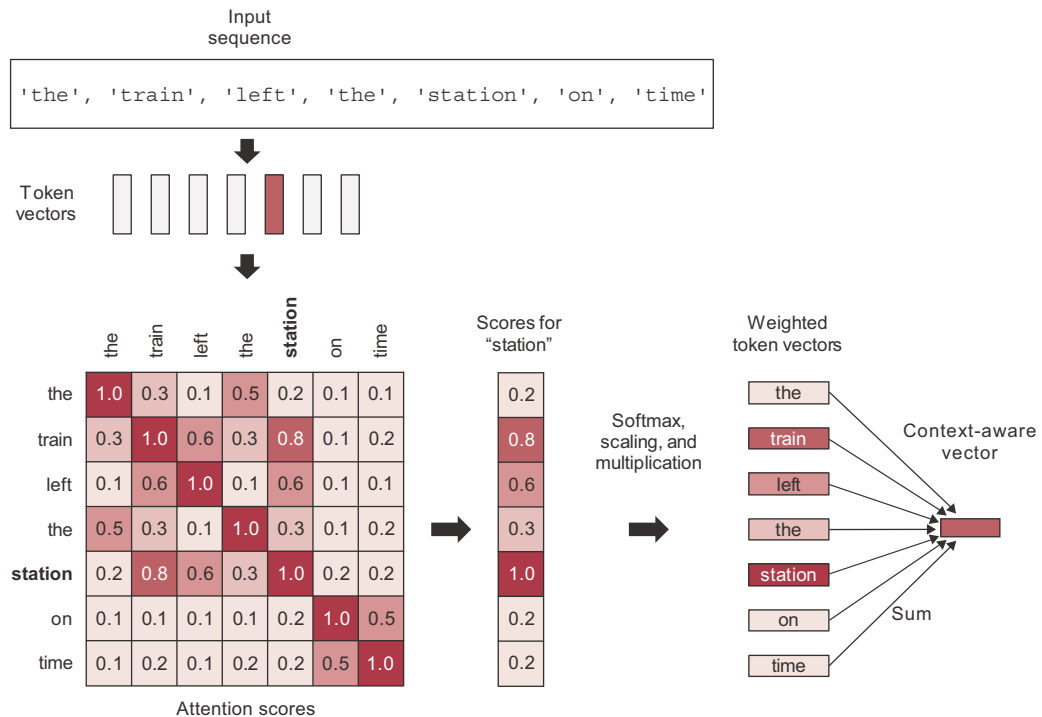 Input
sequence
'the', 'train', 'left', 'the', 'station', 'on', 'time'
Token
vectors
the train left the station on time
the 1.0 0.3 0.1 0.5 0.2 0.1 0.1
train 0.3 1.0 0.6 0.3 0.8 0.1 0.2
left 0.1 0.6 1.0 0.1 0.6 0.1 0.1
the 0.5 0.3 0.1 1.0 0.3 0.1 0.2
station 0.2 0.8 0.6 0.3 1.0 0.2 0.2
on 0.1 0.1 0.1 0.1 0.2 1.0 0.5
time 0.1 0.2 0.1 0.2 0.2 0.5 1.0
Attention scores
Scores for
“station”
0.2
0.8
0.6
0.3
1.0
0.2
0.2
Softmax,
scaling, and
multiplication
Weighted
token vectors
the
train
left
the
station
on
time
Context-aware
vector
Sum